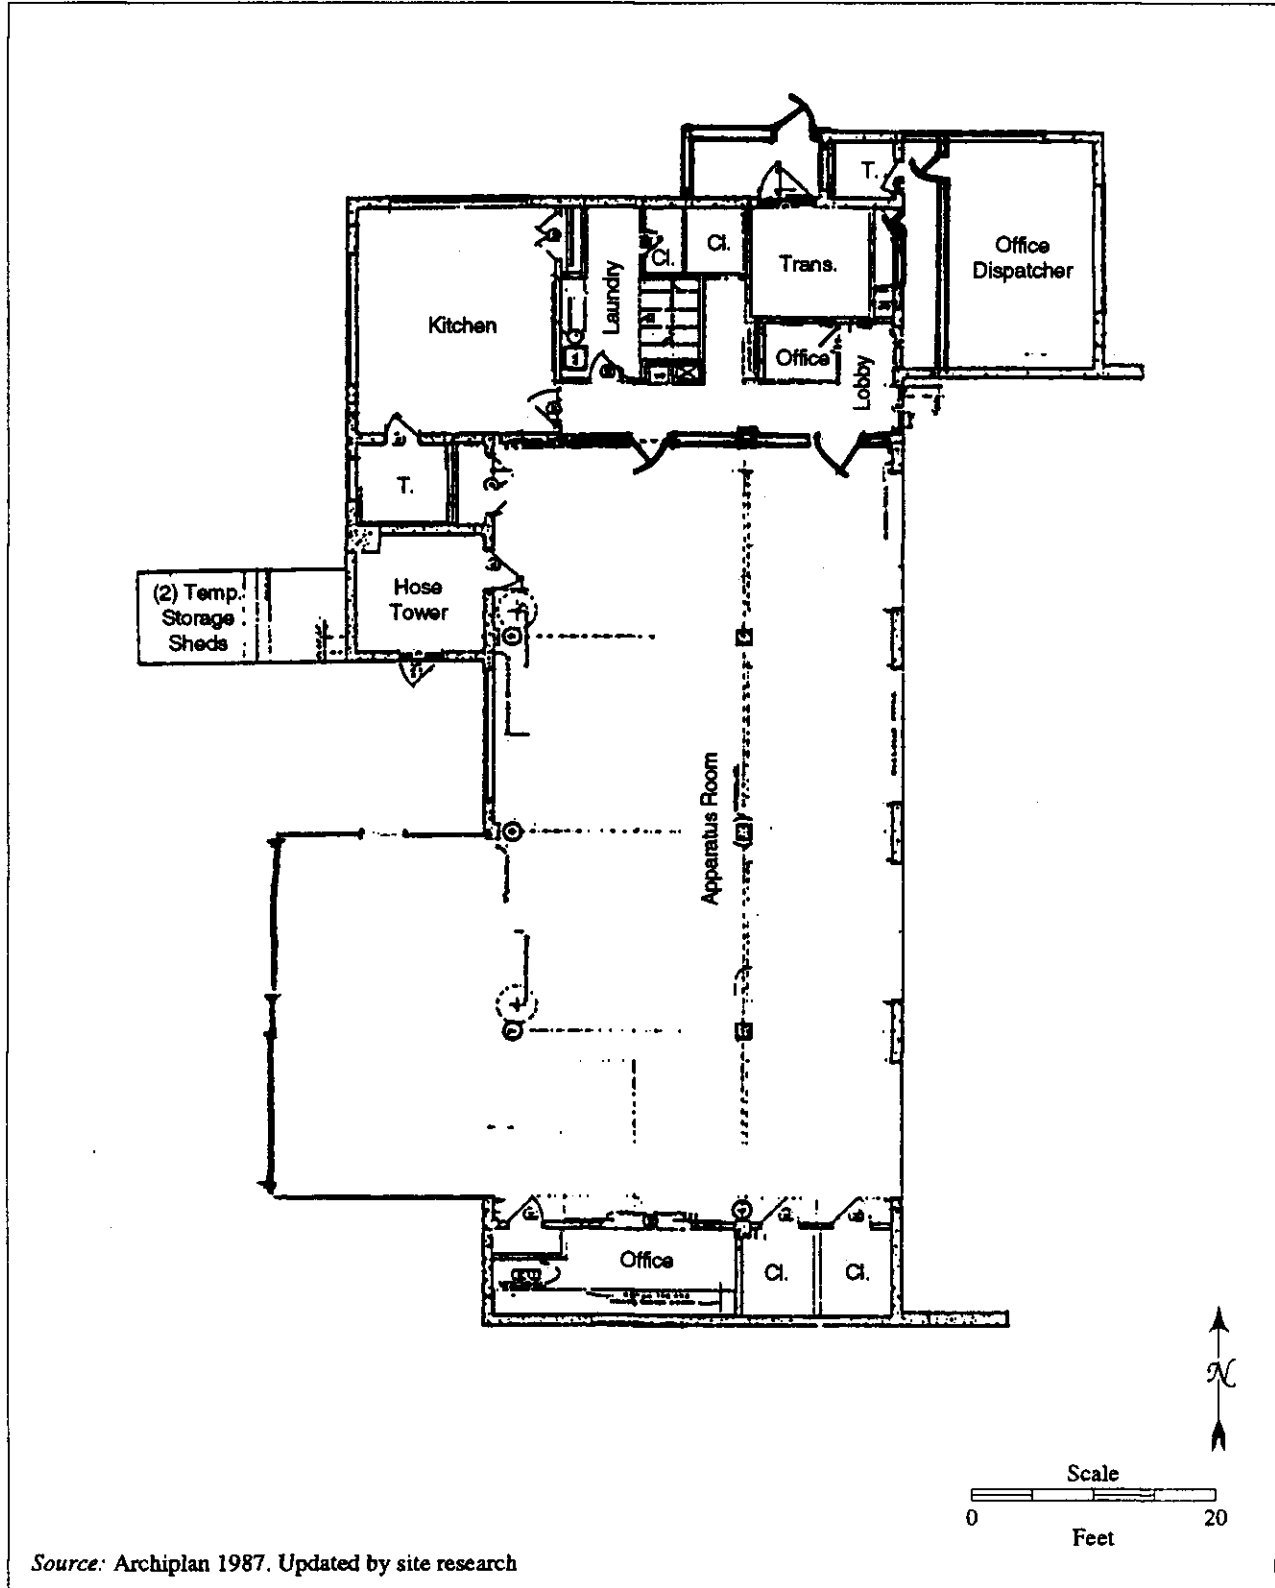 T.
Office
Dispatcher
Cl.
Cl.
Trans.
Laundry
Kitchen
Office
Lobby
T.
Hose
Tower
(2) Temp.
Storage
Sheds
Apparatus Room
Office
Cl.
Cl.
N
Scale
0
20
Feet
Source: Archiplan 1987. Updated by site research